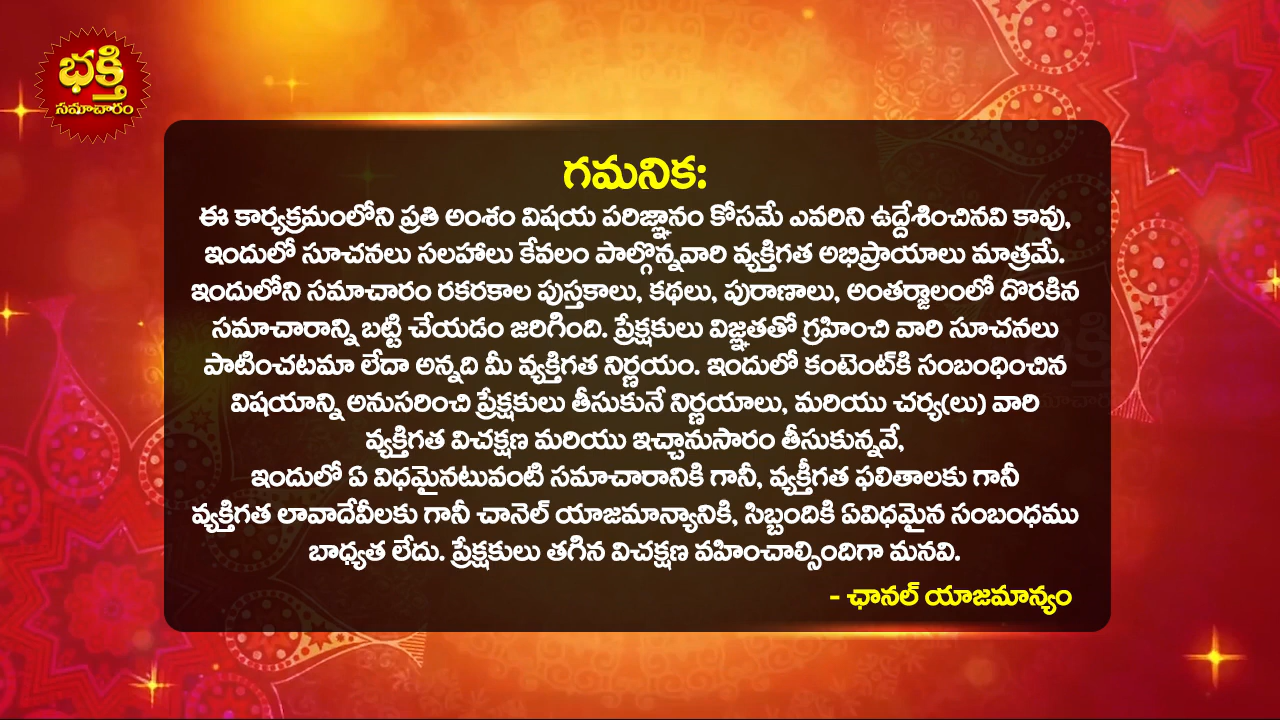 భక్తి
సమాచారం
గమనిక:
ఈ కార్యక్రమంలోని ప్రతి అంశం విషయ పరిజ్ఞానం కోసమే ఎవరిని ఉద్దేశించినవి కావు,
ఇందులో సూచనలు సలహాలు కేవలం పాల్గొన్నవారి వ్యక్తిగత అభిప్రాయాలు మాత్రమే.
ఇందులోని సమాచారం రకరకాల పుస్తకాలు, కథలు, పురాణాలు, అంతర్జాలంలో దొరకిన
సమాచారాన్ని బట్టి చేయడం జరిగింది. ప్రేక్షకులు విజ్ఞతతో గ్రహించి వారి సూచనలు
పాటించటమా లేదా అన్నది మీ వ్యక్తిగత నిర్ణయం. ఇందులో కంటెంట్‌కి సంబంధించిన
విషయాన్ని అనుసరించి ప్రేక్షకులు తీసుకునే నిర్ణయాలు, మరియు చర్య(లు) వారి
వ్యక్తిగత విచక్షణ మరియు ఇచ్చానుసారం తీసుకున్నవే,
ఇందులో ఏ విధమైనటువంటి సమాచారానికి గానీ, వ్యక్తీగత ఫలితాలకు గానీ
వ్యక్తిగత లావాదేవీలకు గానీ చానెల్ యాజమాన్యానికి, సిబ్బందికి ఏవిధమైన సంబంధము
బాధ్యత లేదు. ప్రేక్షకులు తగిన విచక్షణ వహించాల్సిందిగా మనవి.
- ఛానల్ యాజమాన్యం